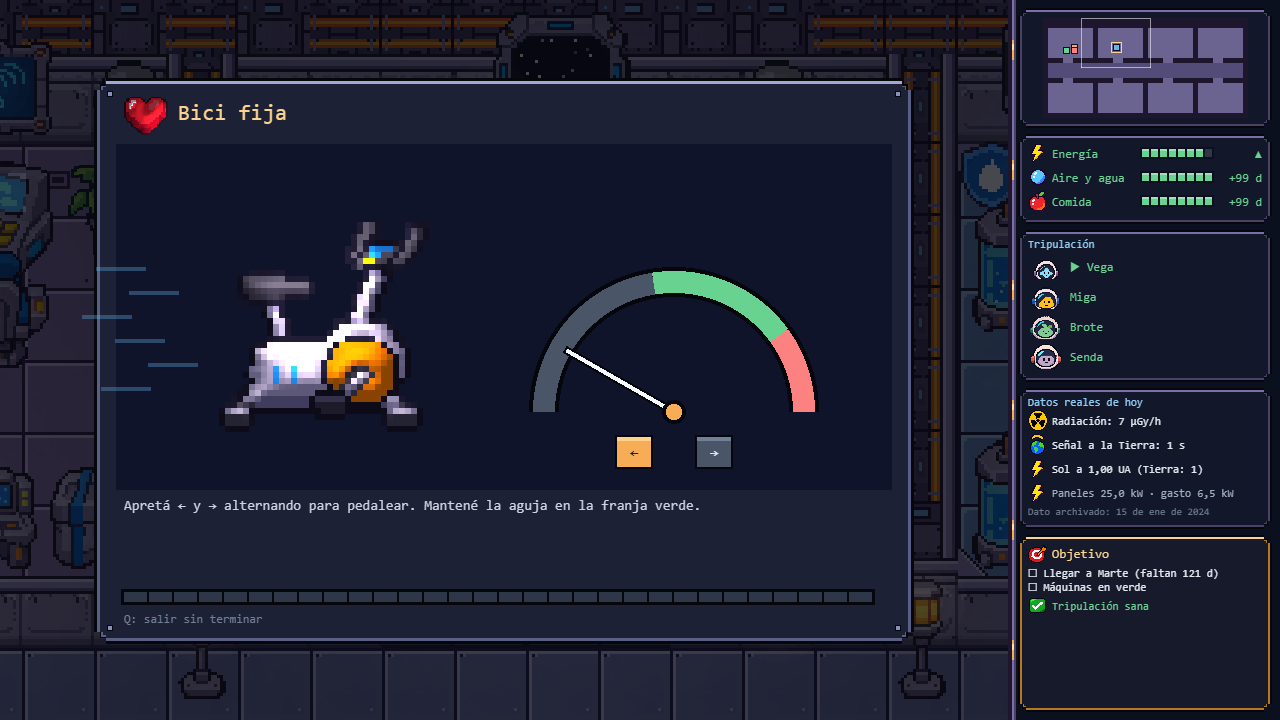 Bici fija
← →
Apretá ← y → alternando para pedalear. Mantené la aguja en la franja verde.
Q: salir sin terminar
Energía ▲
Aire y agua +99 d
Comida +99 d
Tripulación
▶ Vega
Miga
Brote
Senda
Datos reales de hoy
Radiación: 7 µGy/h
Señal a la Tierra: 1 s
Sol a 1,00 UA (Tierra: 1)
Paneles 25,0 kW · gasto 6,5 kW
Dato archivado: 15 de ene de 2024
Objetivo
☐ Llegar a Marte (faltan 121 d)
☐ Máquinas en verde
✅ Tripulación sana